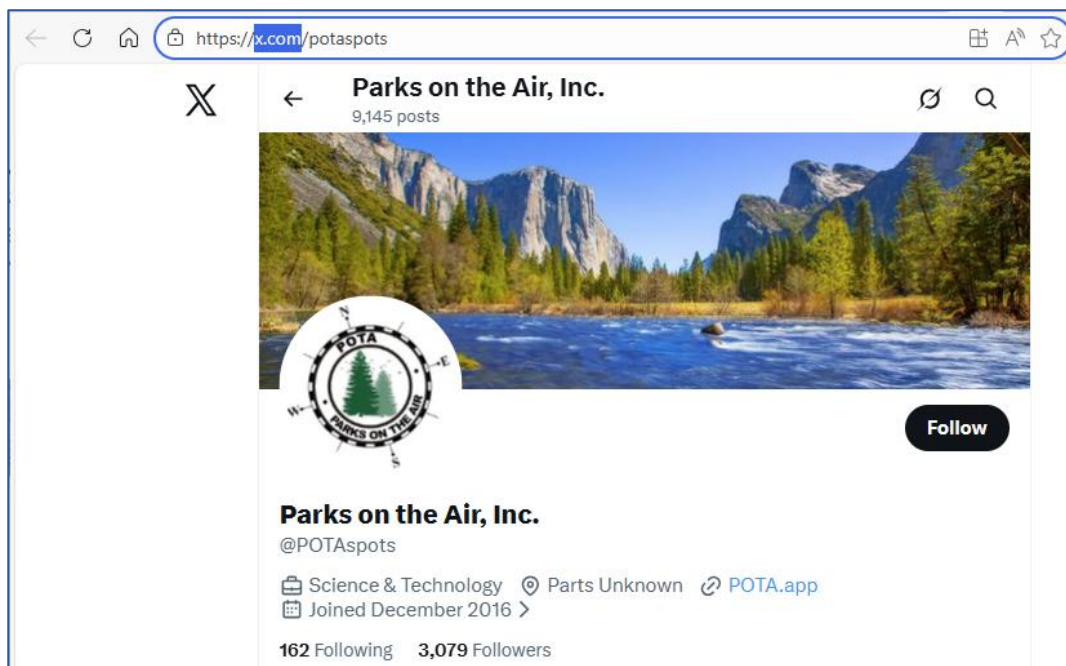 https://x.com/potaspots
Parks on the Air, Inc.
9,145 posts
N
POTA
E
W
PARKS ON THE AIR
S
Follow
Parks on the Air, Inc.
@POTAspots
Science & Technology Parts Unknown POTA.app
Joined December 2016
162 Following 3,079 Followers